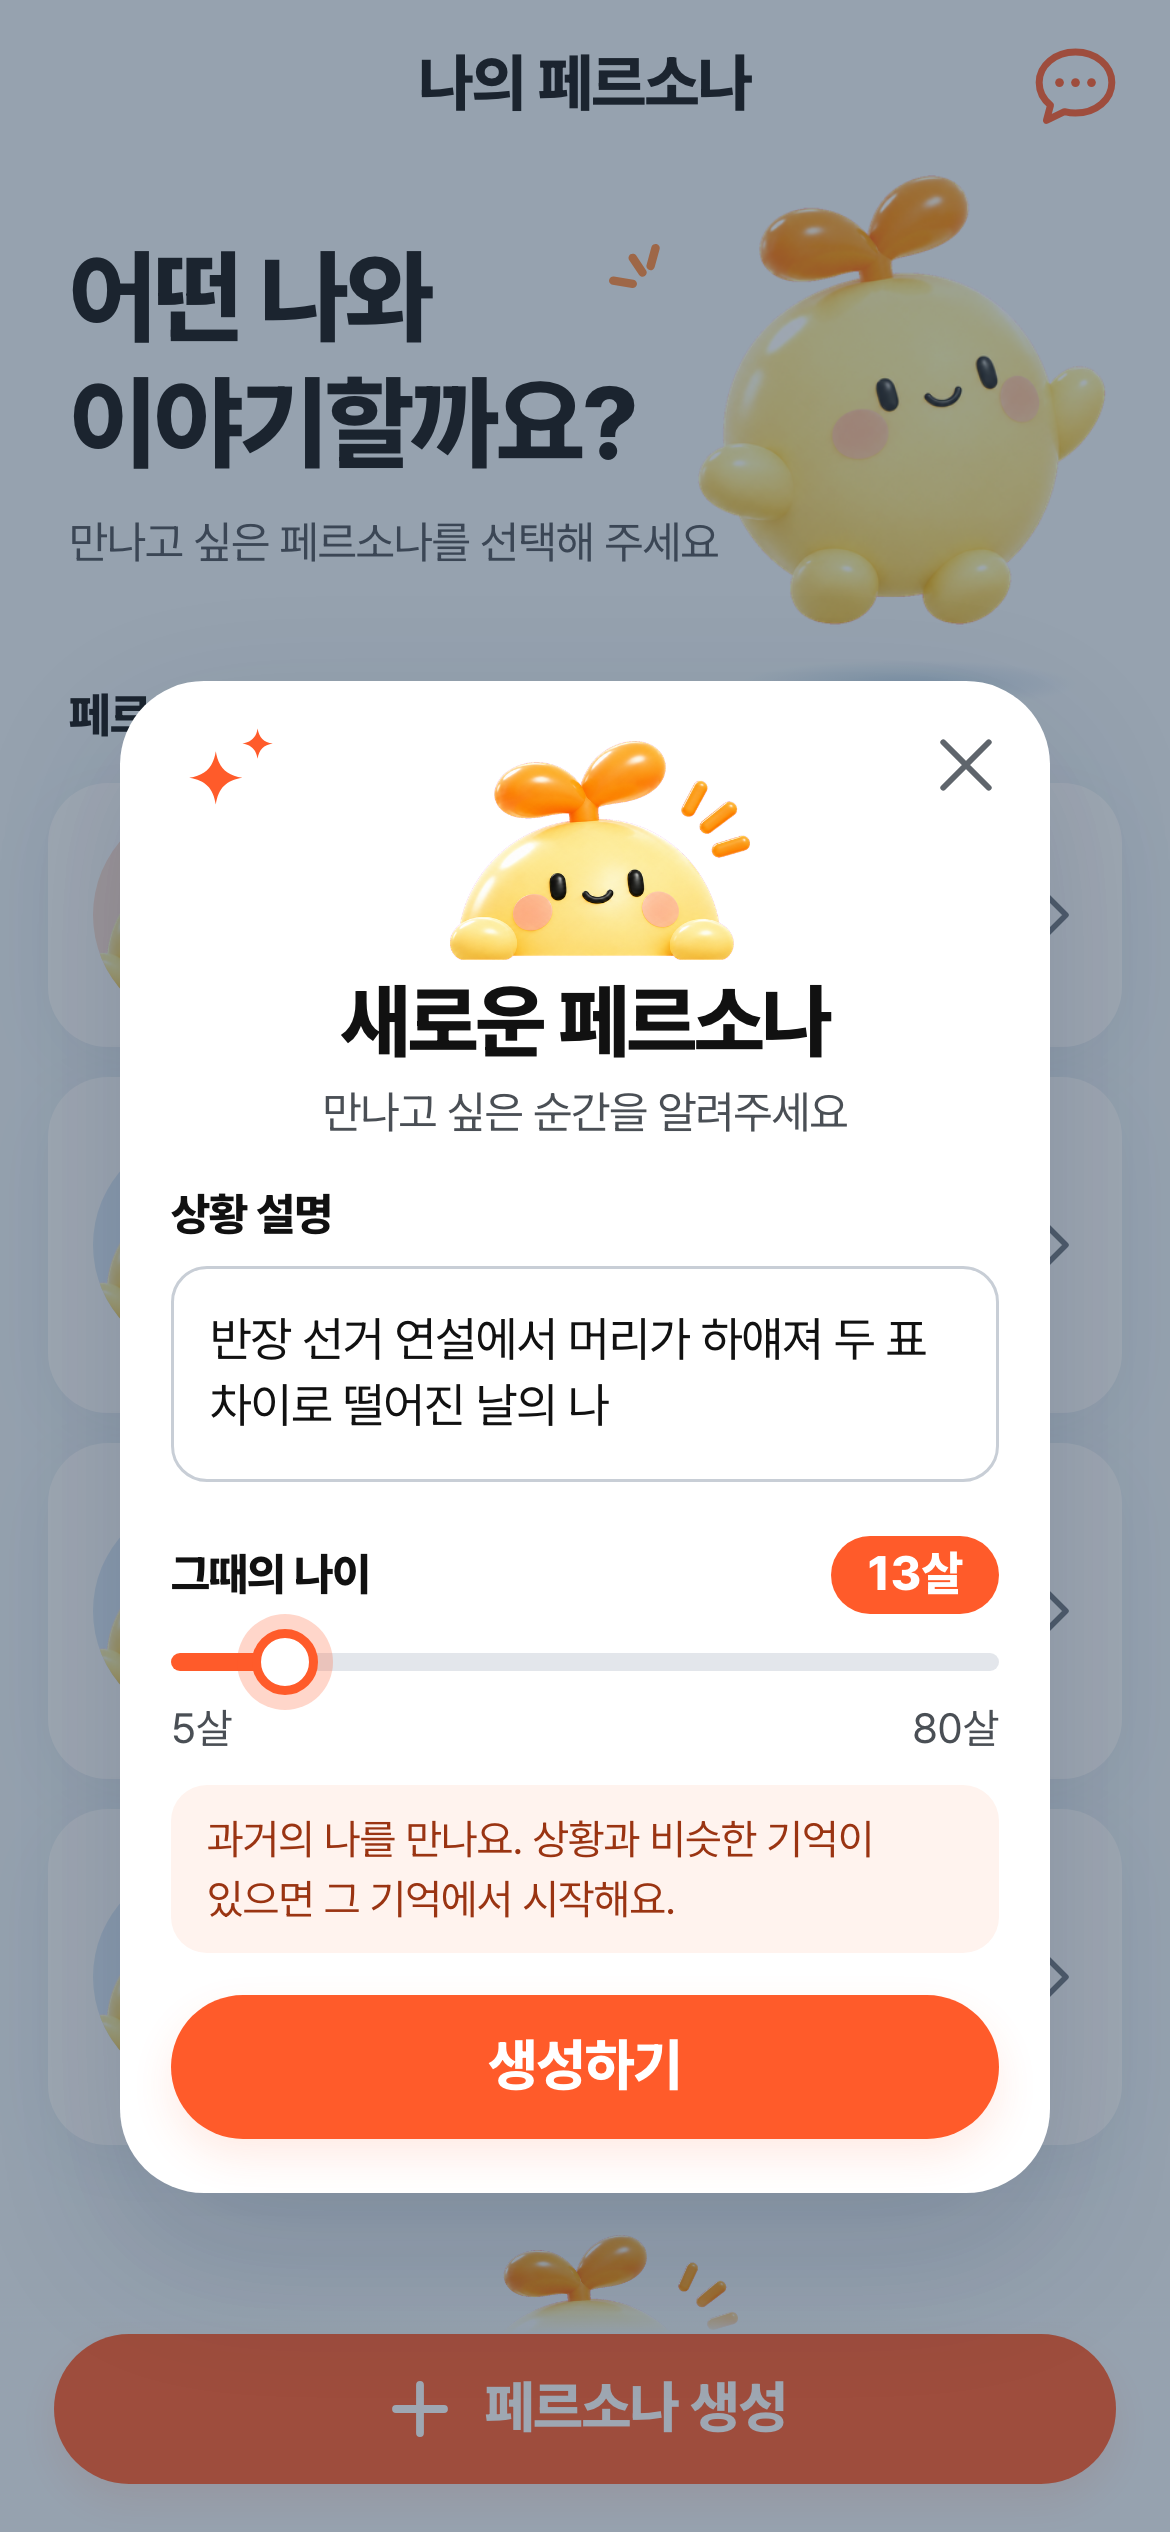 나의 페르소나
어떤 나와
이야기할까요?
만나고 싶은 페르소나를 선택해 주세요
새로운 페르소나
만나고 싶은 순간을 알려주세요
상황 설명
반장 선거 연설에서 머리가 하얘져 두 표
차이로 떨어진 날의 나
그때의 나이
13살
5살
80살
과거의 나를 만나요. 상황과 비슷한 기억이
있으면 그 기억에서 시작해요.
생성하기
페르소나 생성